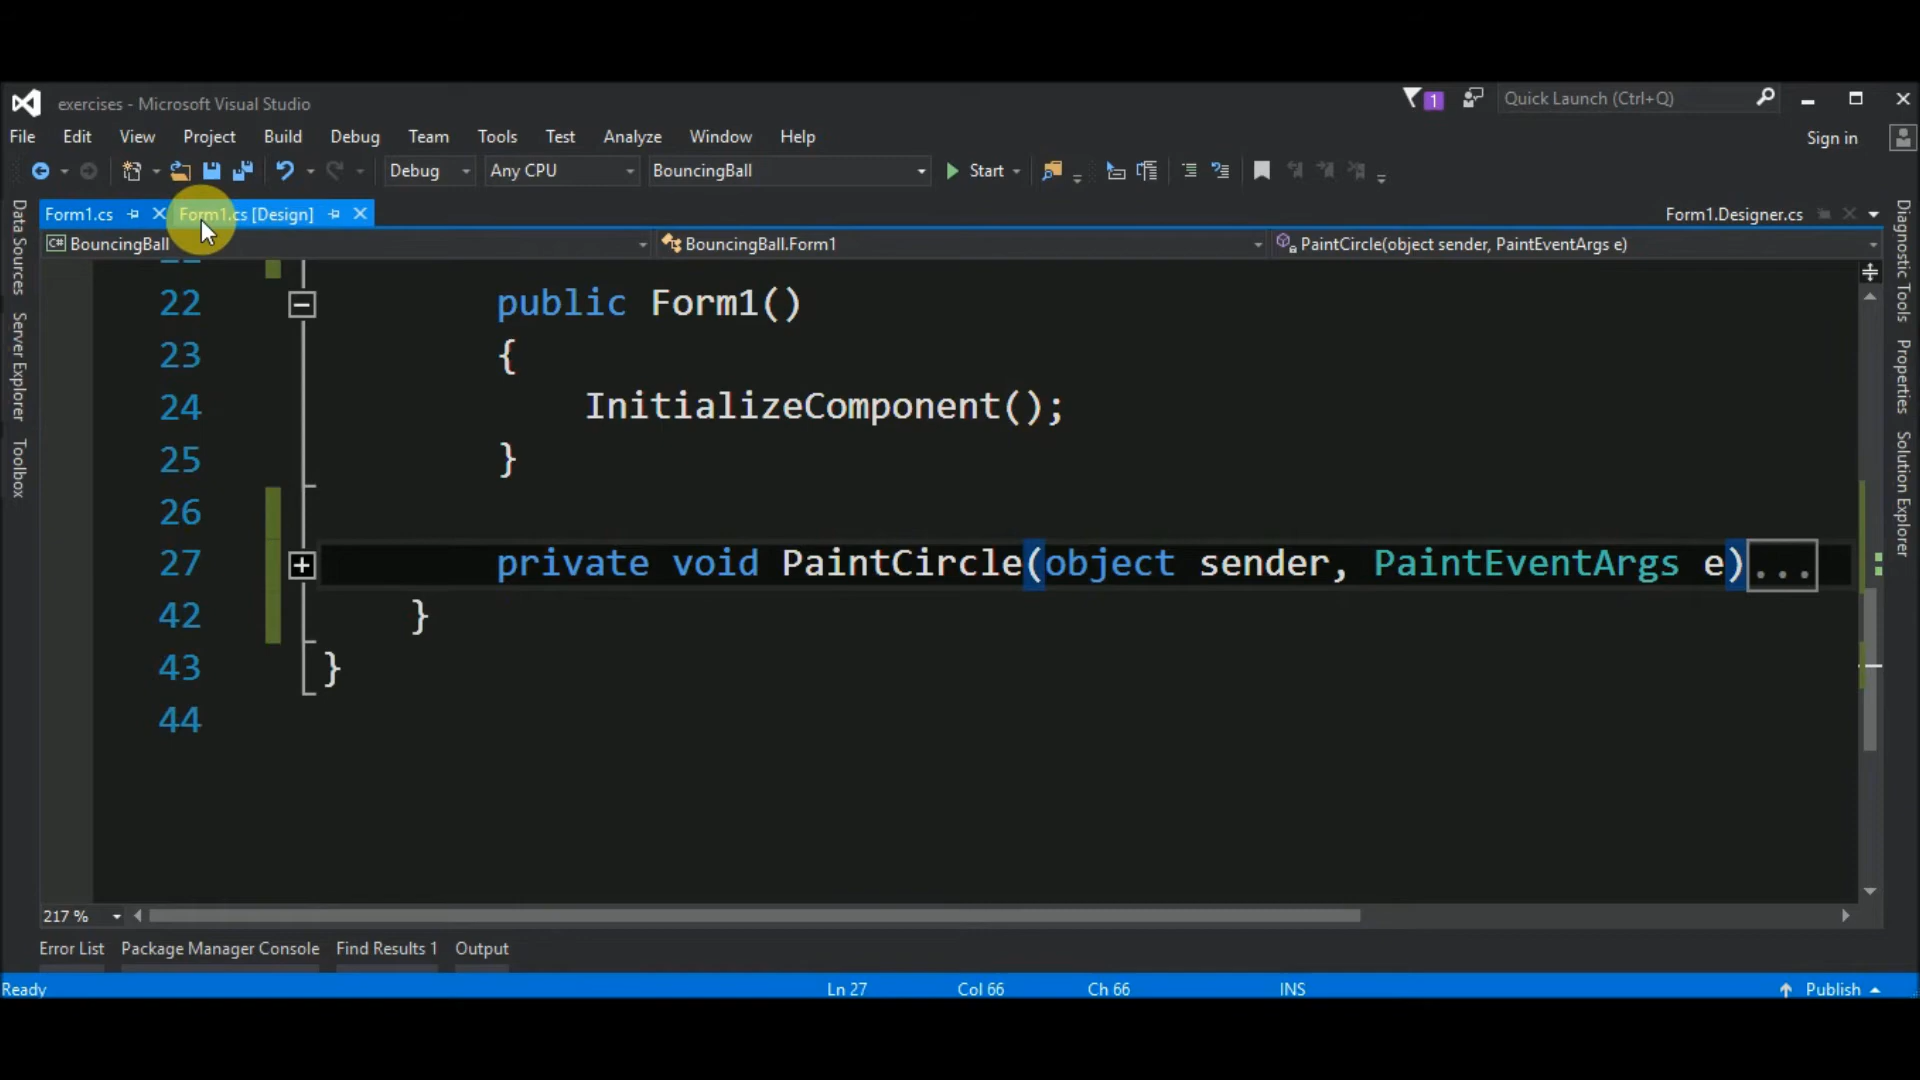 exercises - Microsoft Visual Studio
1
Quick Launch (Ctrl+Q)
File Edit View Project Build Debug Team Tools Test Analyze Window Help
Sign in
Debug Any CPU BouncingBall Start
Form1.cs Form1.cs [Design] Form1.Designer.cs
C# BouncingBall BouncingBall.Form1 PaintCircle(object sender, PaintEventArgs e)
Data Sources
Server Explorer
Toolbox
22 public Form1()
23 {
24 InitializeComponent();
25 }
26
27 private void PaintCircle(object sender, PaintEventArgs e)...
42 }
43 }
44
Diagnostic Tools
Properties
Solution Explorer
217 %
Error List Package Manager Console Find Results 1 Output
Ready Ln 27 Col 66 Ch 66 INS Publish